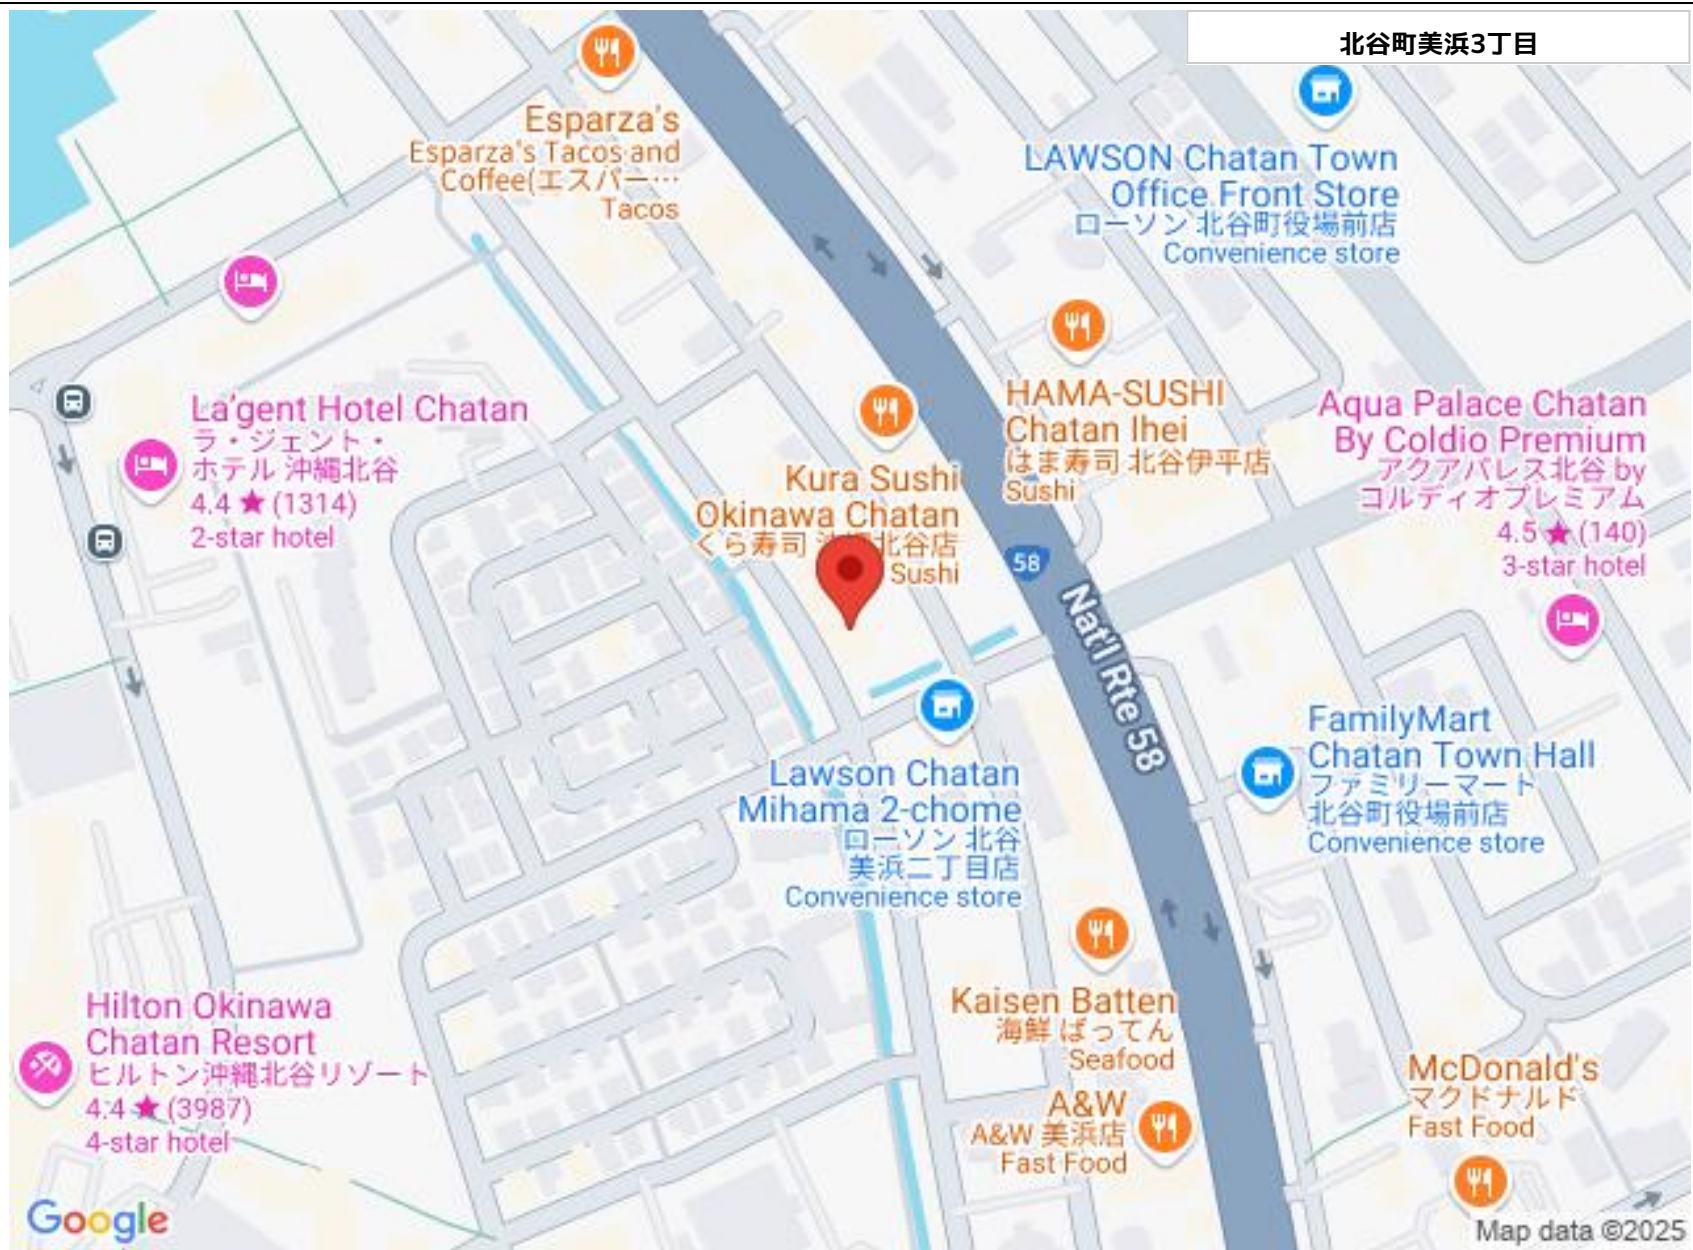 北谷町美浜3丁目
Esparza's
Esparza's Tacos and
Coffee(エスパー…
Tacos
LAWSON Chatan Town
Office Front Store
ローソン 北谷町役場前店
Convenience store
La'gent Hotel Chatan
ラ・ジェント・
ホテル 沖縄北谷
4.4 ★ (1314)
2-star hotel
Kura Sushi
Okinawa Chatan
くら寿司 沖縄北谷店
Sushi
HAMA-SUSHI
Chatan Ihei
はま寿司 北谷伊平店
Sushi
Aqua Palace Chatan
By Coldio Premium
アクアパレス北谷 by
コルディオプレミアム
4.5 ★ (140)
3-star hotel
58
Nat'l Rte 58
Lawson Chatan
Mihama 2-chome
ローソン 北谷
美浜二丁目店
Convenience store
FamilyMart
Chatan Town Hall
ファミリーマート
北谷町役場前店
Convenience store
Hilton Okinawa
Chatan Resort
ヒルトン沖縄北谷リゾート
4.4 ★ (3987)
4-star hotel
Kaisen Batten
海鮮 ばってん
Seafood
A&W
A&W 美浜店
Fast Food
McDonald's
マクドナルド
Fast Food
Google
Map data ©2025